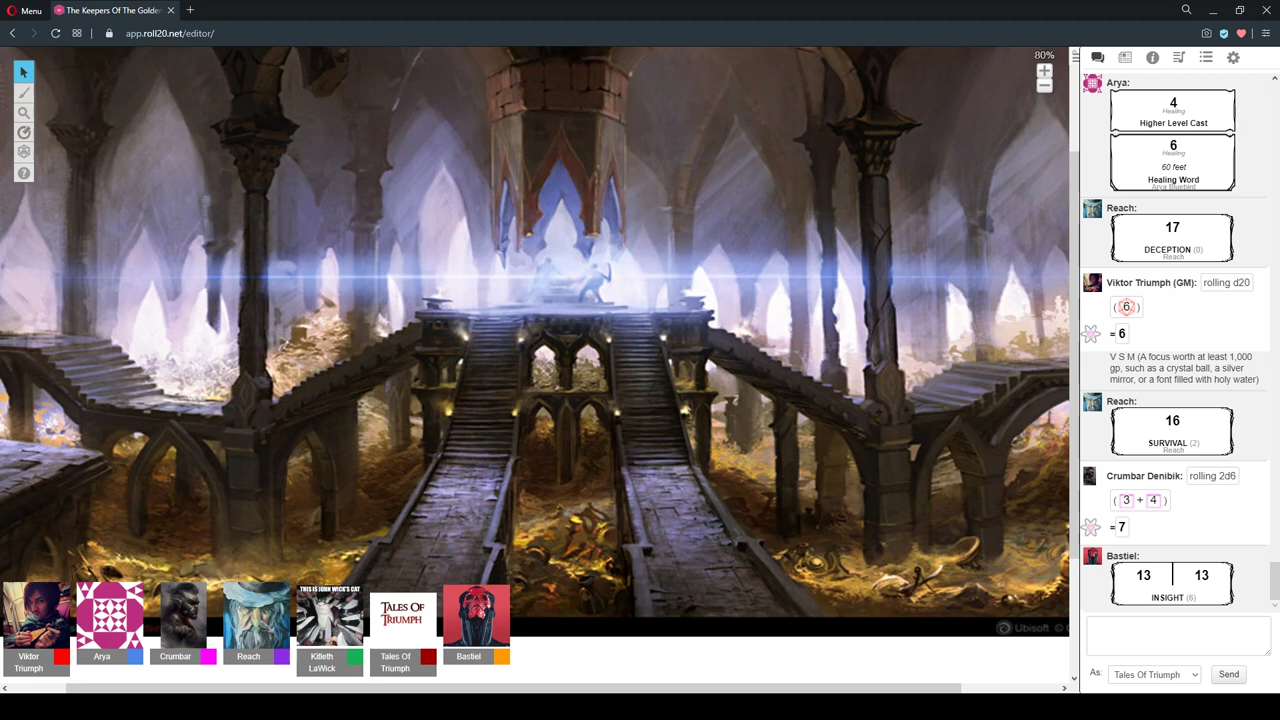 Menu
The Keepers Of The Golde
app.roll20.net/editor/
80%
Arya:
4
Healing
Higher Level Cast
6
Healing
60 feet
Healing Word
Arya Bluebird
Reach:
17
DECEPTION (0)
Reach
Viktor Triumph (GM): rolling d20
( 6 )
= 6
V S M (A focus worth at least 1,000
gp, such as a crystal ball, a silver
mirror, or a font filled with holy water)
Reach:
16
SURVIVAL (2)
Reach
Crumbar Denibik: rolling 2d6
( 3 + 4 )
= 7
Bastiel:
13 13
INSIGHT (6)
As: Tales Of Triumph Send
THIS IS JOHN WICK'S CAT
TALES OF
TRIUMPH
Viktor
Triumph
Arya
Crumbar
Reach
Killeth
LaWick
Tales Of
Triumph
Bastiel
Ubisoft ©